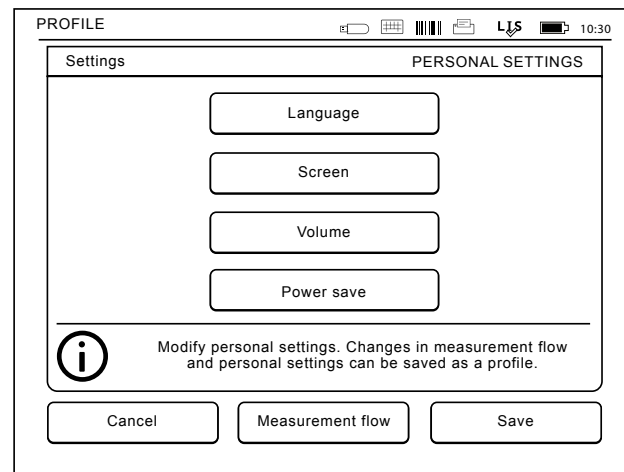 PROFILE LIS 10:30
Settings PERSONAL SETTINGS
Language
Screen
Volume
Power save
Modify personal settings. Changes in measurement flow
and personal settings can be saved as a profile.
Cancel Measurement flow Save